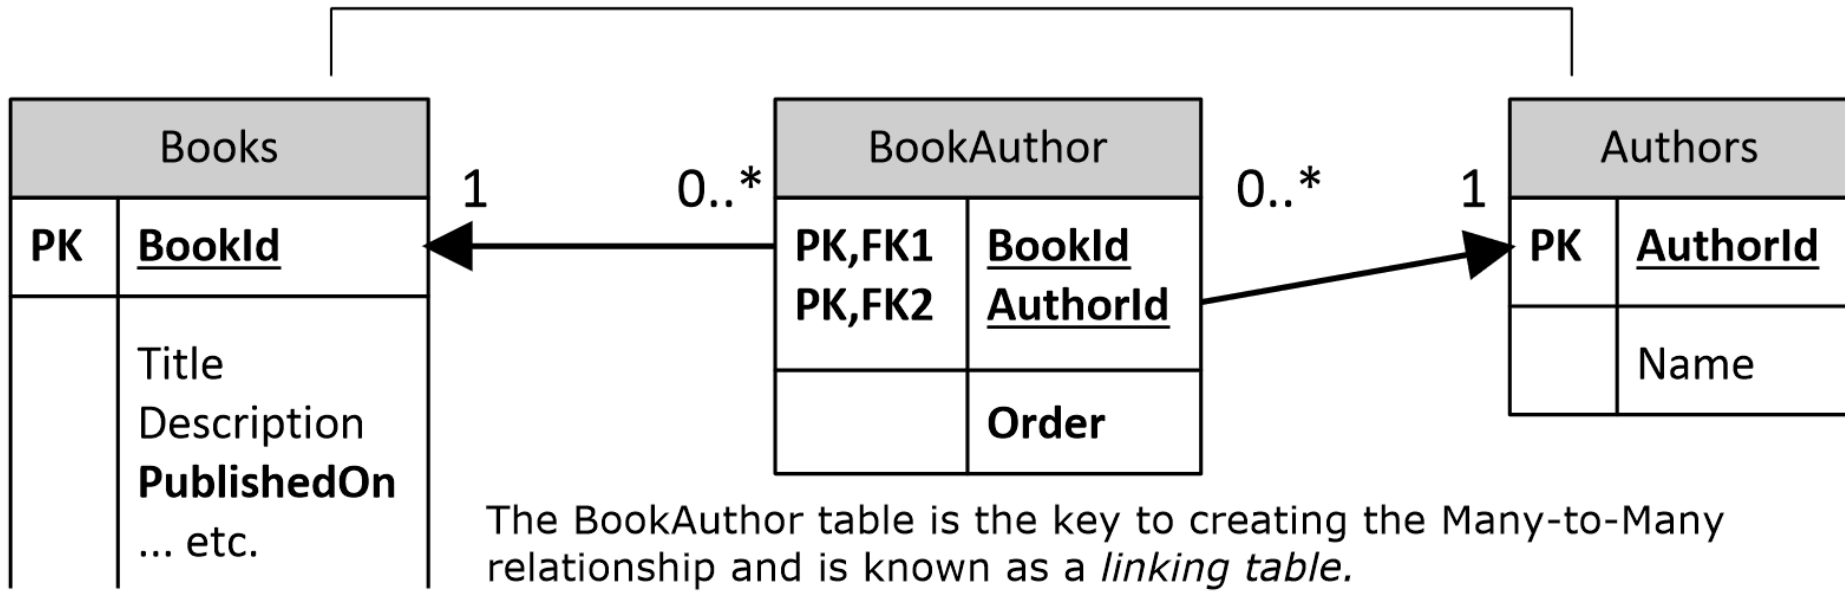 Books
1
0..*
BookAuthor
0..*
1
Authors
PK
BookId
PK,FK1
BookId
PK,FK2
AuthorId
PK
AuthorId
Title
Description
PublishedOn
... etc.
Order
Name
The BookAuthor table is the key to creating the Many-to-Many
relationship and is known as a linking table.